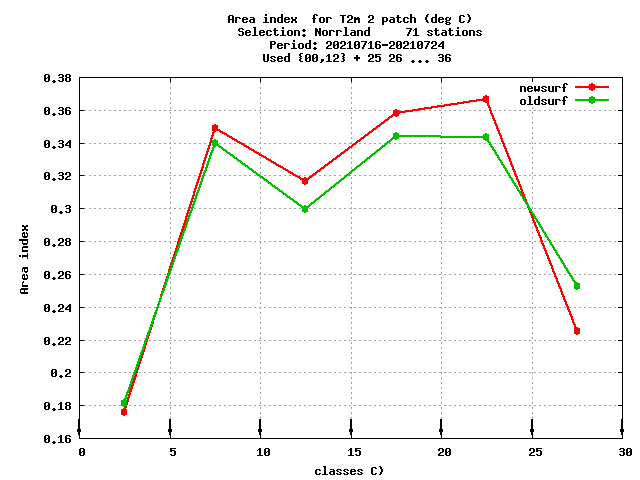 Area index  for T2m 2 patch (deg C)
Selection: Norrland     71 stations
Period: 20210716-20210724
Used {00,12} + 25 26 ... 36
newsurf
oldsurf
0.38
0.36
0.34
0.32
0.3
0.28
0.26
0.24
0.22
0.2
0.18
0.16
Area index
0 5 10 15 20 25 30
classes C)